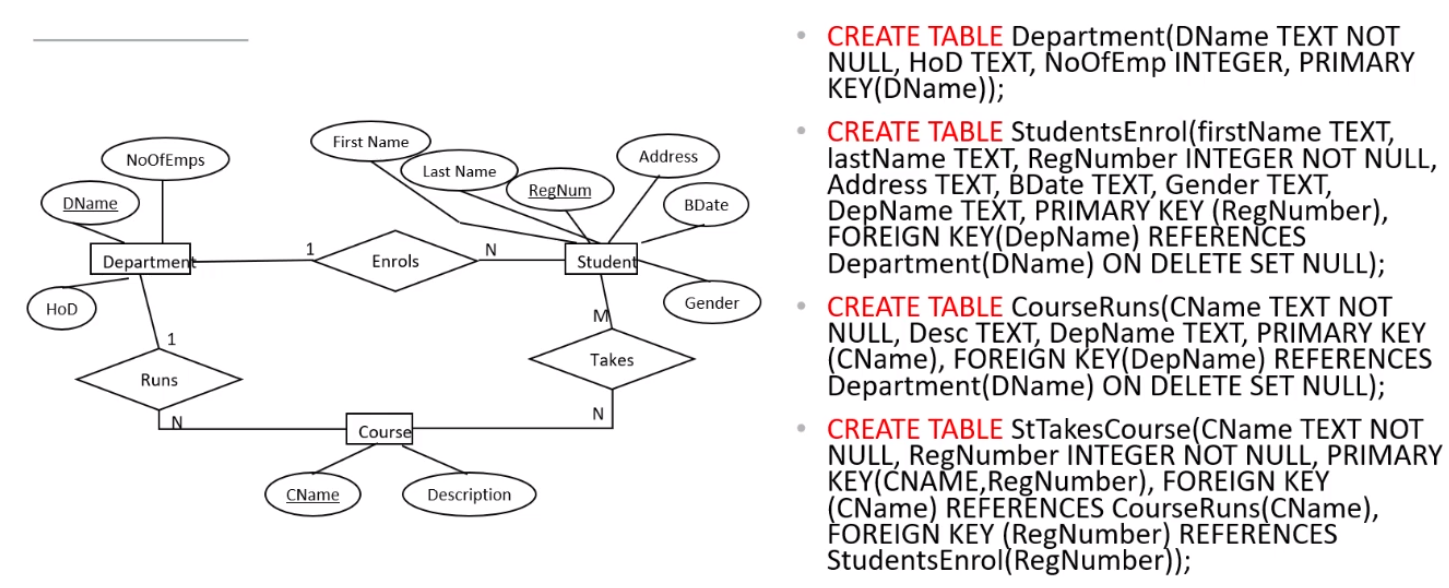 NoOfEmps
DName
Department
HoD
First Name
Last Name
RegNum
Address
BDate
1
Enrols
N
Student
Gender
1
Runs
N
M
Takes
N
Course
CName
Description
• CREATE TABLE Department(DName TEXT NOT
NULL, HoD TEXT, NoOfEmp INTEGER, PRIMARY
KEY(DName));
• CREATE TABLE StudentsEnrol(firstName TEXT,
lastName TEXT, RegNumber INTEGER NOT NULL,
Address TEXT, BDate TEXT, Gender TEXT,
DepName TEXT, PRIMARY KEY (RegNumber),
FOREIGN KEY(DepName) REFERENCES
Department(DName) ON DELETE SET NULL);
• CREATE TABLE CourseRuns(CName TEXT NOT
NULL, Desc TEXT, DepName TEXT, PRIMARY KEY
(CName), FOREIGN KEY(DepName) REFERENCES
Department(DName) ON DELETE SET NULL);
• CREATE TABLE StTakesCourse(CName TEXT NOT
NULL, RegNumber INTEGER NOT NULL, PRIMARY
KEY(CNAME,RegNumber), FOREIGN KEY
(CName) REFERENCES CourseRuns(CName),
FOREIGN KEY (RegNumber) REFERENCES
StudentsEnrol(RegNumber));